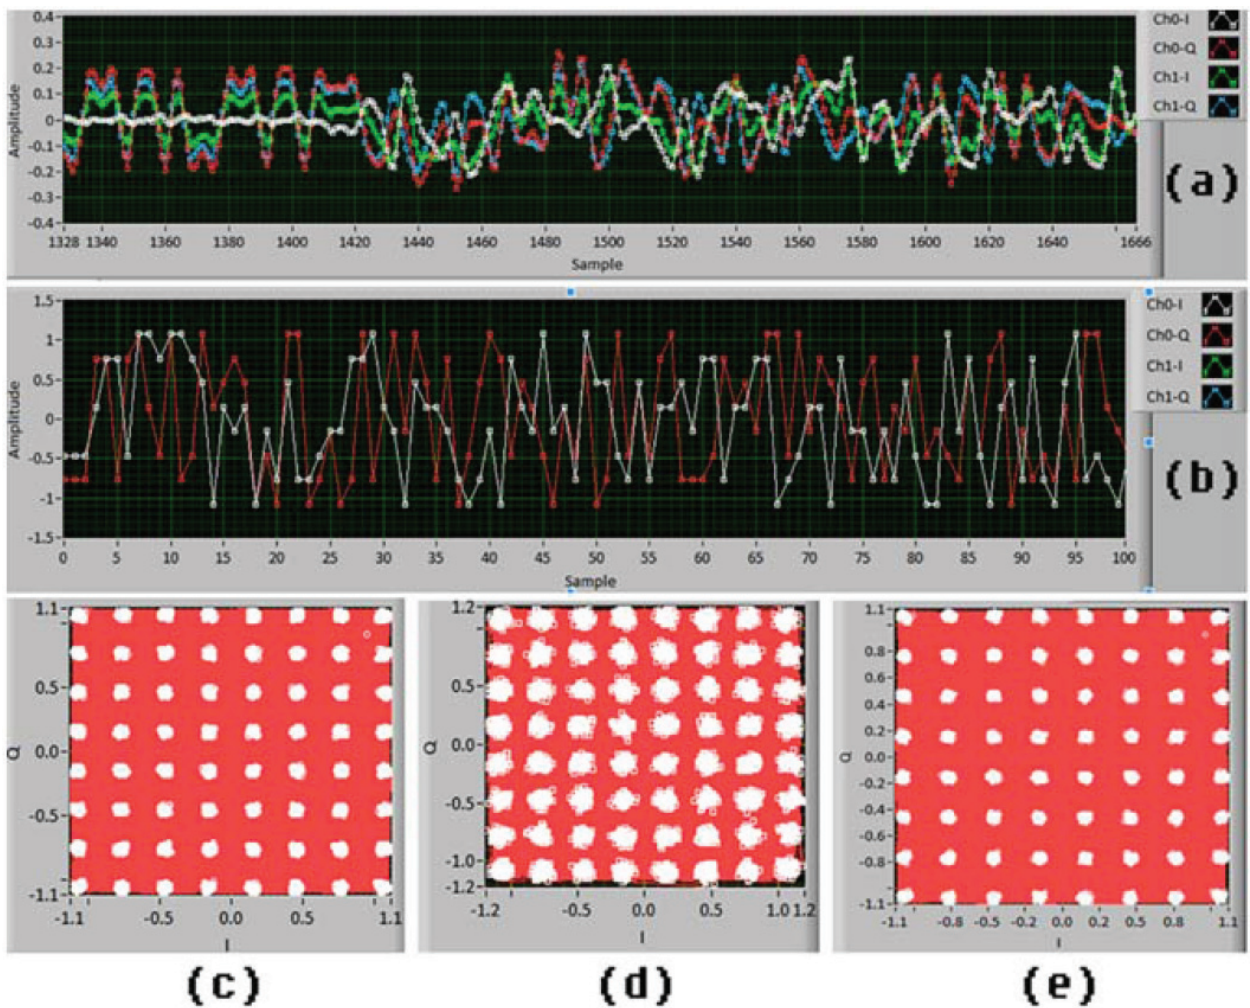 0.4
0.3
0.2
0.1
0
-0.1
-0.2
-0.3
-0.4
Amplitude
1328 1340 1360 1380 1400 1420 1440 1460 1480 1500 1520 1540 1560 1580 1600 1620 1640 1666
Sample
Ch0-I
Ch0-Q
Ch1-I
Ch1-Q
(a)
1.5
1
0.5
0
-0.5
-1
-1.5
Amplitude
0 5 10 15 20 25 30 35 40 45 50 55 60 65 70 75 80 85 90 95 100
Sample
Ch0-I
Ch0-Q
Ch1-I
Ch1-Q
(b)
1.1
0.5
0.0
-0.5
-1.1
Q
-1.1 -0.5 0.0 0.5 1.1
I
(c)
1.2
0.5
0.0
-0.5
-1.0
-1.2
Q
-1.2 -0.5 0.0 0.5 1.0 1.2
I
(d)
1.1
0.8
0.6
0.4
0.2
-0.0
-0.2
-0.4
-0.6
-0.8
-1.1
Q
-1.1 -0.8 -0.5 -0.2 0.0 0.2 0.5 0.8 1.1
I
(e)